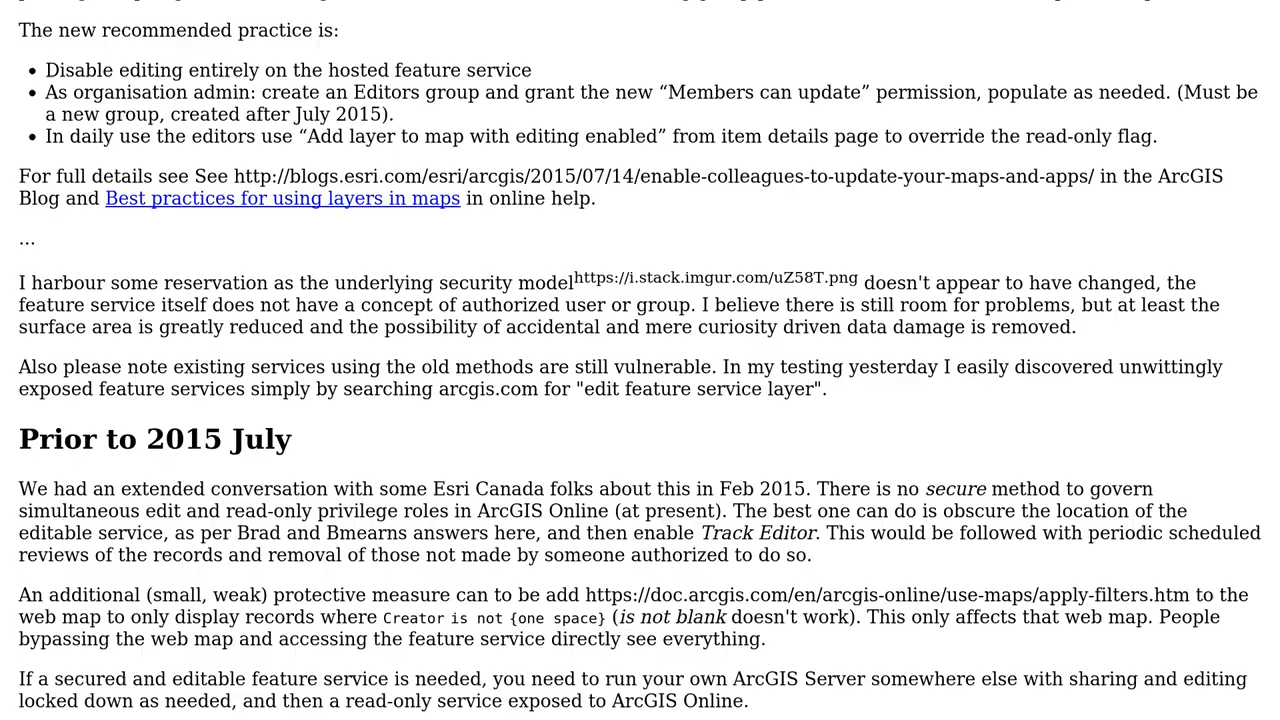 The new recommended practice is:
• Disable editing entirely on the hosted feature service
• As organisation admin: create an Editors group and grant the new “Members can update” permission, populate as needed. (Must be
a new group, created after July 2015).
• In daily use the editors use “Add layer to map with editing enabled” from item details page to override the read-only flag.
For full details see See http://blogs.esri.com/esri/arcgis/2015/07/14/enable-colleagues-to-update-your-maps-and-apps/ in the ArcGIS
Blog and Best practices for using layers in maps in online help.
...
I harbour some reservation as the underlying security modelhttps://i.stack.imgur.com/uZ58T.png doesn't appear to have changed, the
feature service itself does not have a concept of authorized user or group. I believe there is still room for problems, but at least the
surface area is greatly reduced and the possibility of accidental and mere curiosity driven data damage is removed.
Also please note existing services using the old methods are still vulnerable. In my testing yesterday I easily discovered unwittingly
exposed feature services simply by searching arcgis.com for "edit feature service layer".
Prior to 2015 July
We had an extended conversation with some Esri Canada folks about this in Feb 2015. There is no secure method to govern
simultaneous edit and read-only privilege roles in ArcGIS Online (at present). The best one can do is obscure the location of the
editable service, as per Brad and Bmearns answers here, and then enable Track Editor. This would be followed with periodic scheduled
reviews of the records and removal of those not made by someone authorized to do so.
An additional (small, weak) protective measure can to be add https://doc.arcgis.com/en/arcgis-online/use-maps/apply-filters.htm to the
web map to only display records where Creator is not {one space} (is not blank doesn't work). This only affects that web map. People
bypassing the web map and accessing the feature service directly see everything.
If a secured and editable feature service is needed, you need to run your own ArcGIS Server somewhere else with sharing and editing
locked down as needed, and then a read-only service exposed to ArcGIS Online.